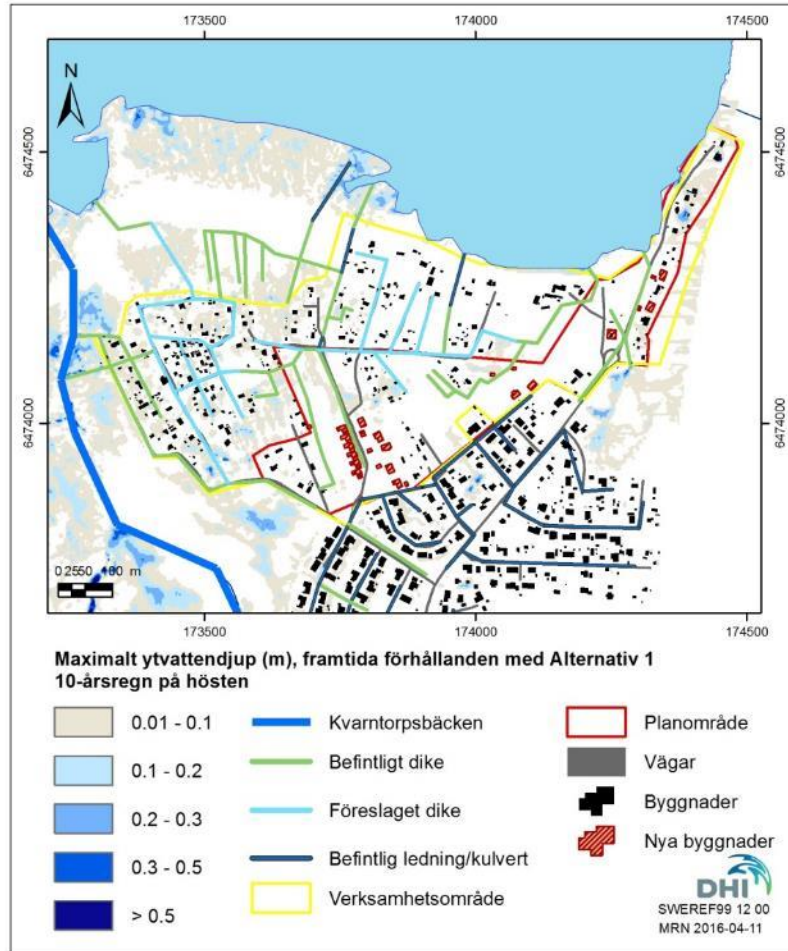 173500 174000 174500
N
6474500 6474500
6474000 6474000
0 2550 100 m
173500 174000 174500
Maximalt ytvattendjup (m), framtida förhållanden med Alternativ 1
10-årsregn på hösten
0.01 - 0.1
0.1 - 0.2
0.2 - 0.3
0.3 - 0.5
> 0.5
Kvarntorpsbäcken
Befintligt dike
Föreslaget dike
Befintlig ledning/kulvert
Verksamhetsområde
Planområde
Vägar
Byggnader
Nya byggnader
DHI
SWEREF99 12 00
MRN 2016-04-11